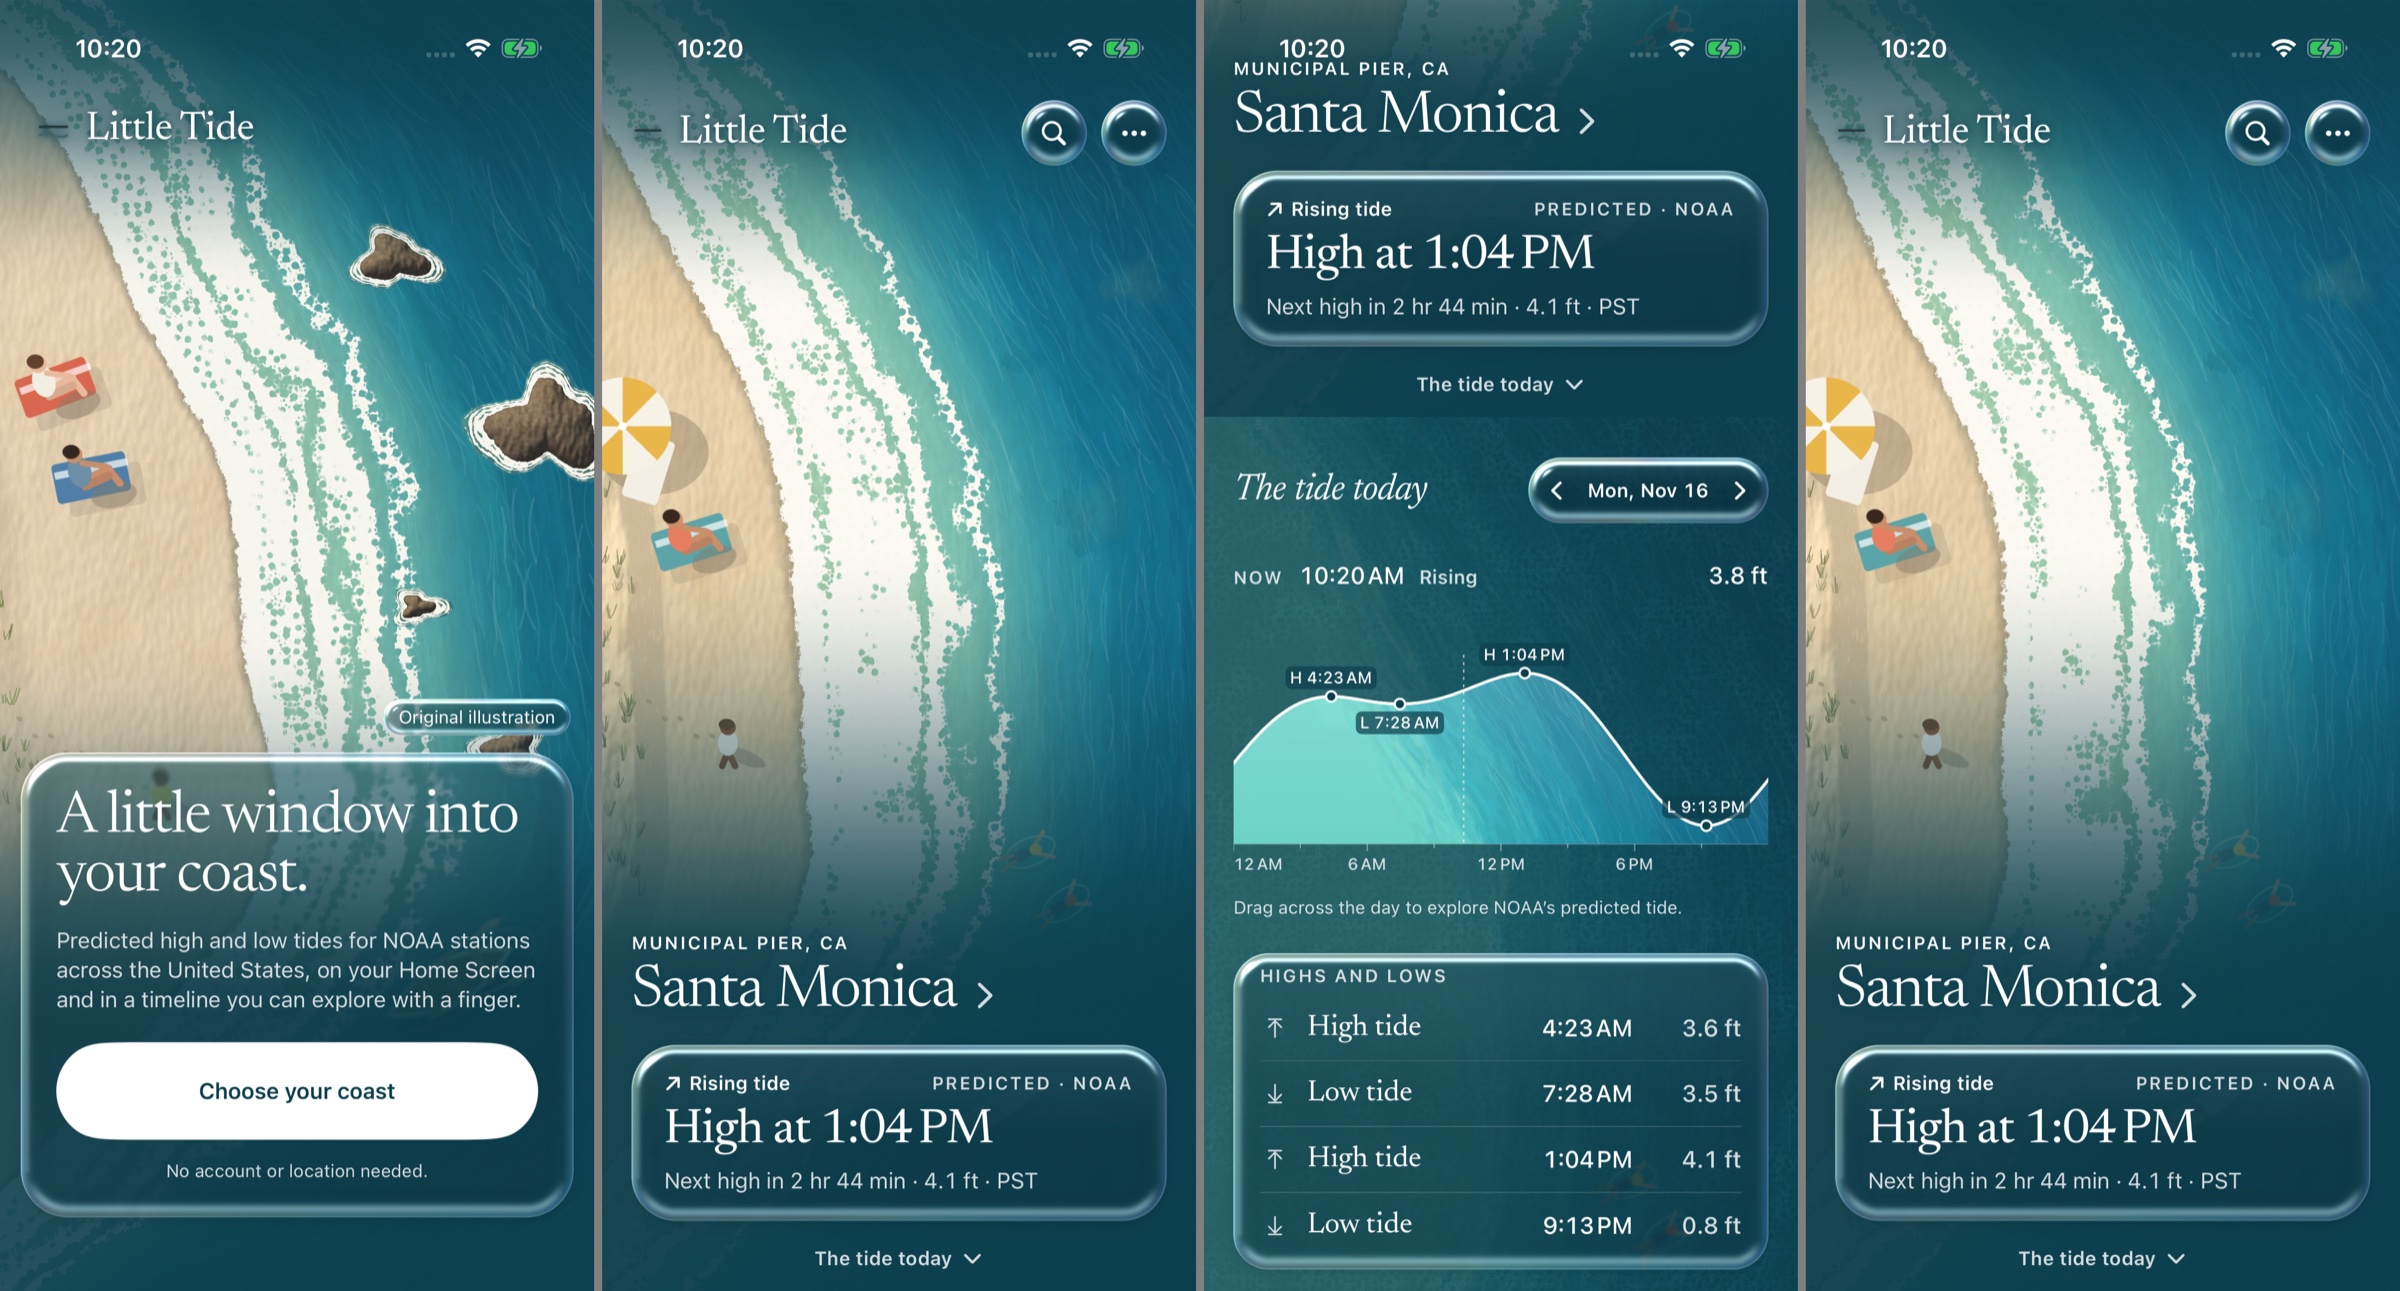 10:20
Little Tide
Original illustration
A little window into
your coast.
Predicted high and low tides for NOAA stations
across the United States, on your Home Screen
and in a timeline you can explore with a finger.
Choose your coast
No account or location needed.
10:20
Little Tide
MUNICIPAL PIER, CA
Santa Monica
Rising tide
PREDICTED · NOAA
High at 1:04 PM
Next high in 2 hr 44 min · 4.1 ft · PST
The tide today
10:20
MUNICIPAL PIER, CA
Santa Monica
Rising tide
PREDICTED · NOAA
High at 1:04 PM
Next high in 2 hr 44 min · 4.1 ft · PST
The tide today
The tide today
Mon, Nov 16
NOW 10:20 AM Rising 3.8 ft
H 1:04 PM
H 4:23 AM
L 7:28 AM
L 9:13 PM
12 AM 6 AM 12 PM 6 PM
Drag across the day to explore NOAA's predicted tide.
HIGHS AND LOWS
High tide 4:23 AM 3.6 ft
Low tide 7:28 AM 3.5 ft
High tide 1:04 PM 4.1 ft
Low tide 9:13 PM 0.8 ft
10:20
Little Tide
MUNICIPAL PIER, CA
Santa Monica
Rising tide
PREDICTED · NOAA
High at 1:04 PM
Next high in 2 hr 44 min · 4.1 ft · PST
The tide today